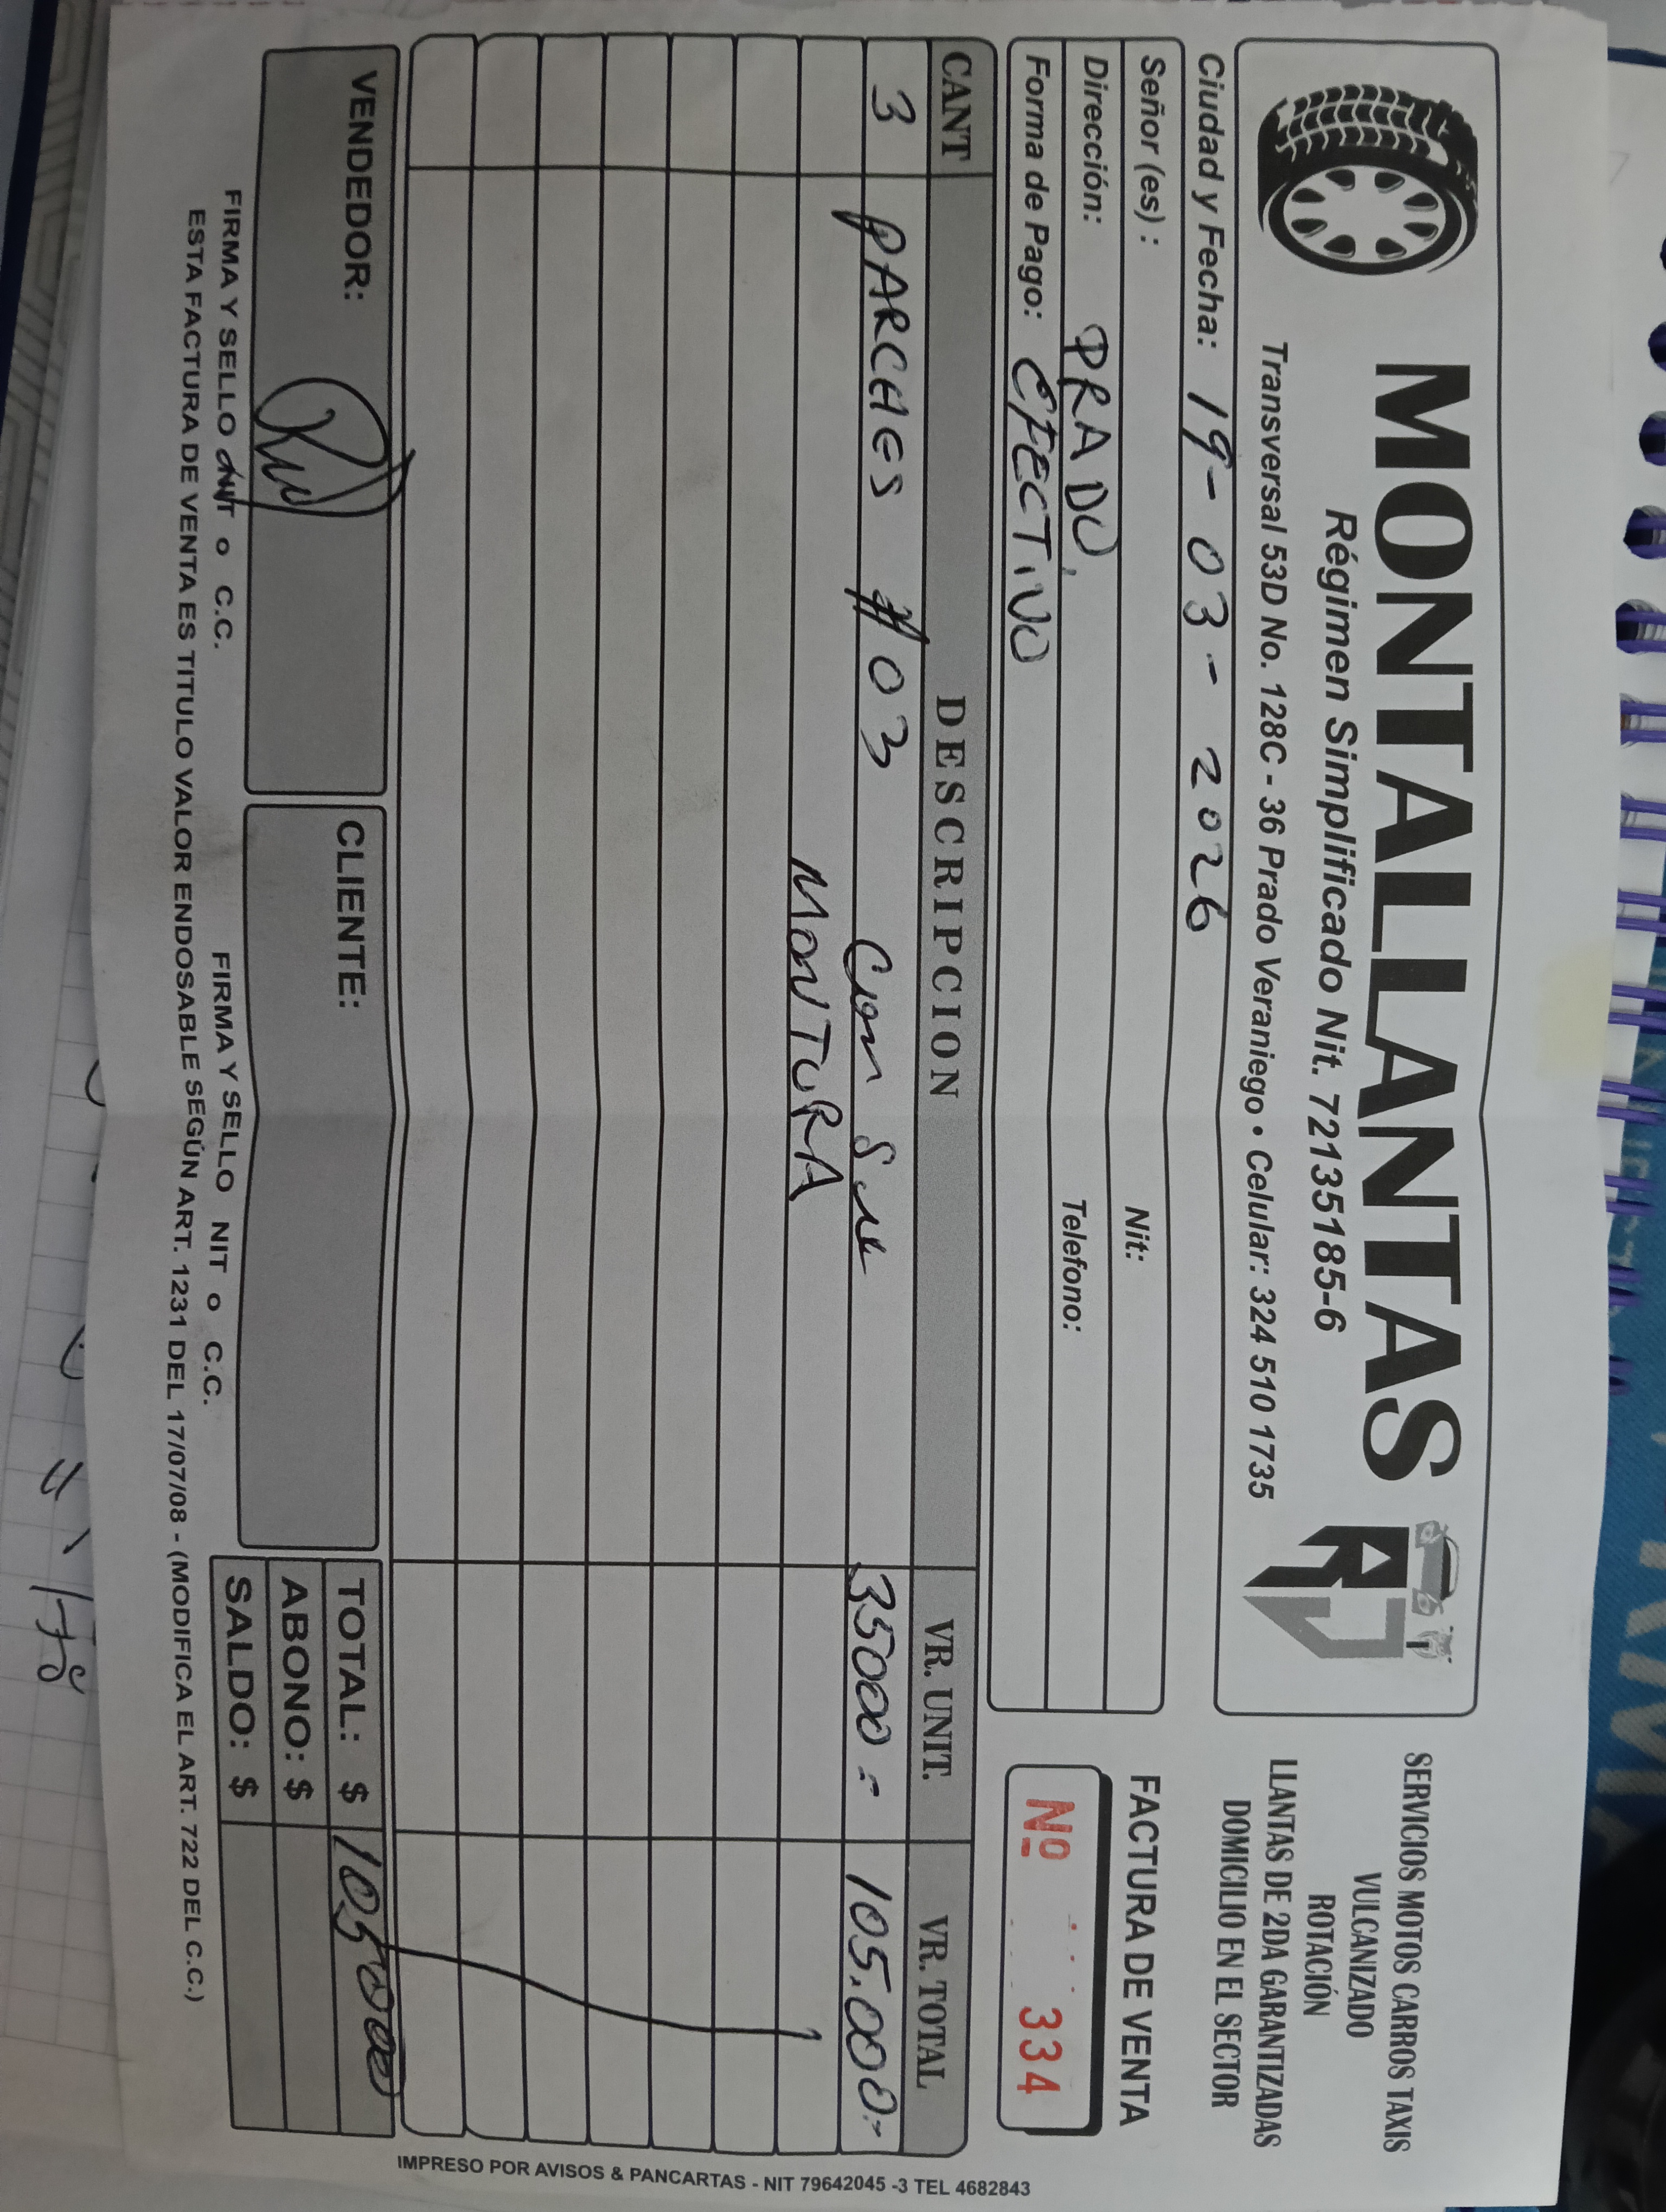 MONTALLANTAS
Régimen Simplificado Nit. 72135185-6
Transversal 53D No. 128C - 36 Prado Veraniego • Celular: 324 510 1735
SERVICIOS MOTOS CARROS TAXIS
VULCANIZADO
ROTACIÓN
LLANTAS DE 2DA GARANTIZADAS
DOMICILIO EN EL SECTOR
Ciudad y Fecha: 19-03-2026
Señor (es) : Nit:
Dirección: PRADO. Telefono:
Forma de Pago: EFECTIVO
FACTURA DE VENTA
Nº 334
CANT DESCRIPCION VR. UNIT. VR. TOTAL
3 PARCHES #03 Con Su 35000=- 105.000=-
MONTURA
VENDEDOR: CLIENTE: TOTAL: $ 105000
ABONO: $
SALDO: $
FIRMA Y SELLO NIT o C.C. FIRMA Y SELLO NIT o C.C.
ESTA FACTURA DE VENTA ES TITULO VALOR ENDOSABLE SEGÚN ART. 1231 DEL 17/07/08 - (MODIFICA EL ART. 722 DEL C.C.)
IMPRESO POR AVISOS & PANCARTAS - NIT 79642045 -3 TEL 4682843